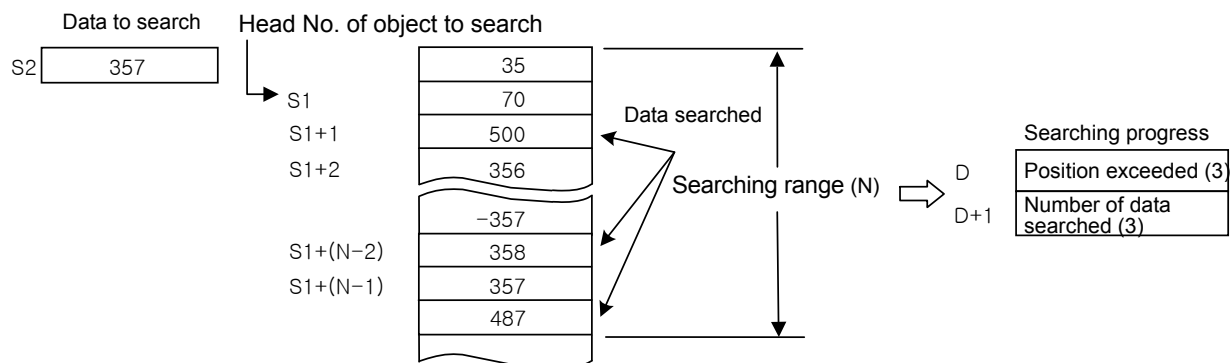 Data to search
Head No. of object to search
S2
357
35
S1
70
S1+1
500
S1+2
356
-357
S1+(N-2)
358
S1+(N-1)
357
487
Data searched
Searching range (N)
Searching progress
D
Position exceeded (3)
D+1
Number of data
searched (3)